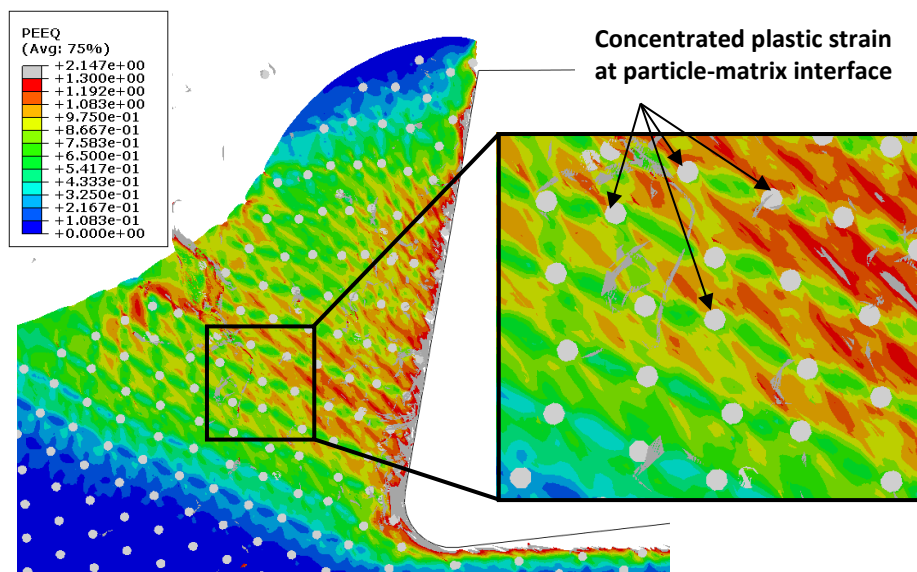 PEEQ
(Avg: 75%)
+2.147e+00
+1.300e+00
+1.192e+00
+1.083e+00
+9.750e-01
+8.667e-01
+7.583e-01
+6.500e-01
+5.417e-01
+4.333e-01
+3.250e-01
+2.167e-01
+1.083e-01
+0.000e+00
Concentrated plastic strain
at particle-matrix interface